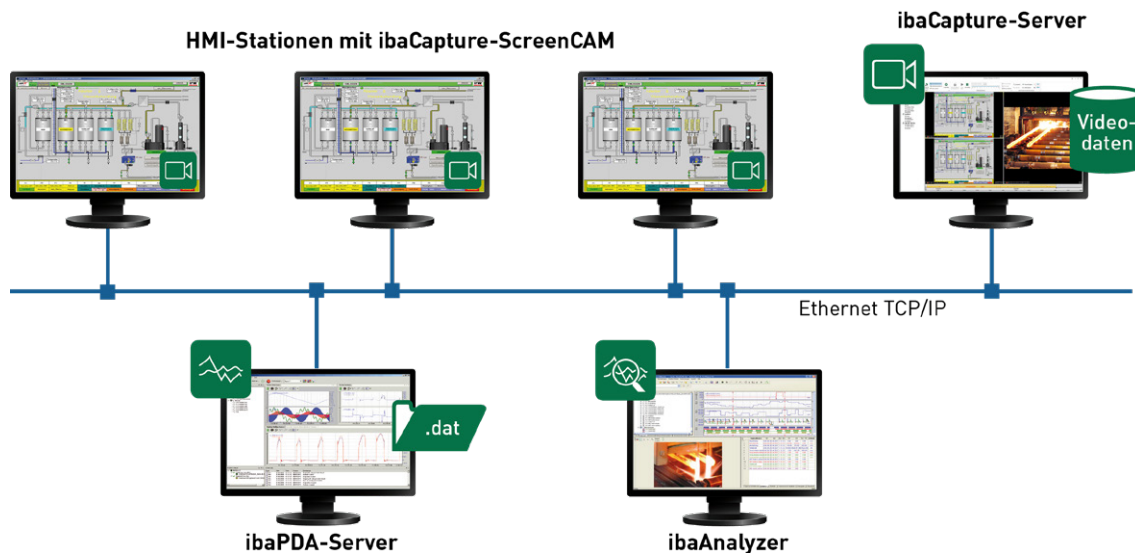 ibaCapture-Server
HMI-Stationen mit ibaCapture-ScreenCAM
Video-
daten
Ethernet TCP/IP
.dat
ibaPDA-Server
ibaAnalyzer